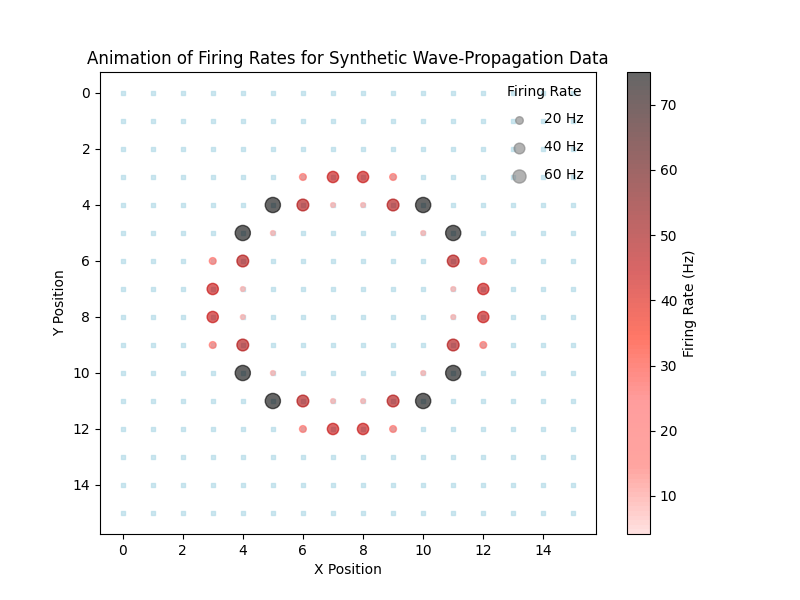 Animation of Firing Rates for Synthetic Wave-Propagation Data
Firing Rate
20 Hz
40 Hz
60 Hz
0
2
4
6
8
10
12
14
Y Position
0
2
4
6
8
10
12
14
X Position
70
60
50
40
30
20
10
Firing Rate (Hz)